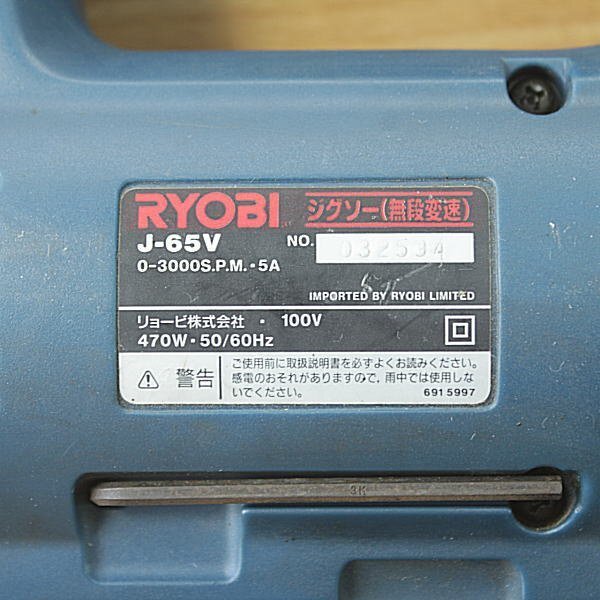 RYOBI ジグソー(無段変速)
J-65V NO. 032534
0-3000S.P.M.・5A
IMPORTED BY RYOBI LIMITED
リョービ株式会社・100V
470W・50/60Hz
警告
ご使用前に取扱説明書を必ずよくお読みください。
感電のおそれがありますので、雨中では使用しな
いでください。
6915997
3K